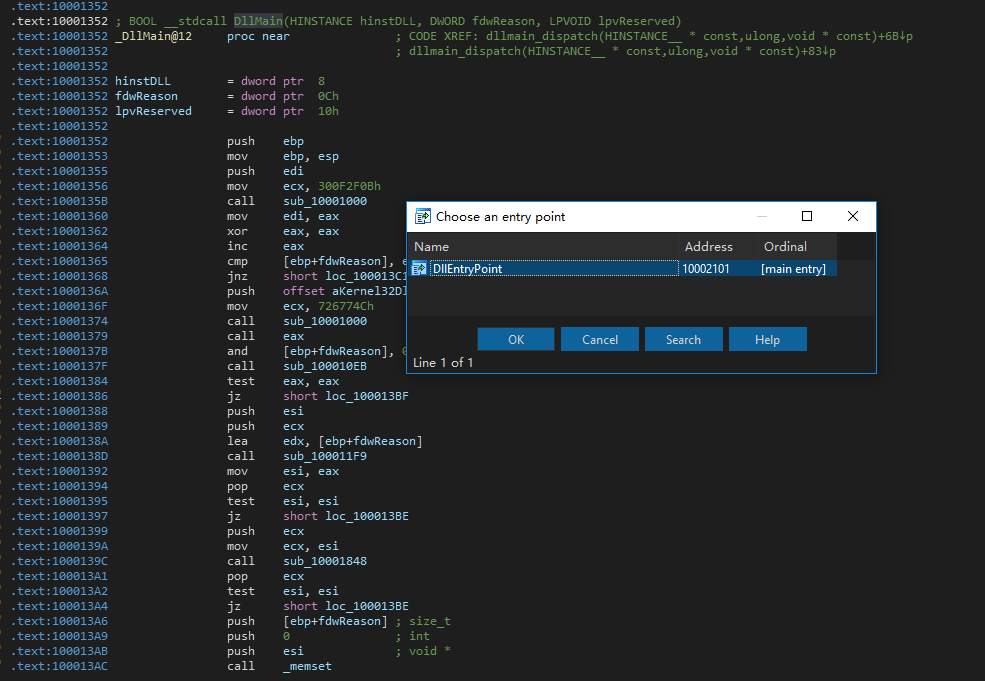 .text:10001352
.text:10001352 ; BOOL __stdcall DllMain(HINSTANCE hinstDLL, DWORD fdwReason, LPVOID lpvReserved)
.text:10001352 _DllMain@12 proc near ; CODE XREF: dllmain_dispatch(HINSTANCE__ * const,ulong,void * const)+6B↓p
.text:10001352 ; dllmain_dispatch(HINSTANCE__ * const,ulong,void * const)+83↓p
.text:10001352
.text:10001352 hinstDLL = dword ptr 8
.text:10001352 fdwReason = dword ptr 0Ch
.text:10001352 lpvReserved = dword ptr 10h
.text:10001352
.text:10001352 push ebp
.text:10001353 mov ebp, esp
.text:10001355 push edi
.text:10001356 mov ecx, 300F2F0Bh
.text:1000135B call sub_10001000
.text:10001360 mov edi, eax
.text:10001362 xor eax, eax
.text:10001364 inc eax
.text:10001365 cmp [ebp+fdwReason],
.text:10001368 jnz short loc_100013C1
.text:1000136A push offset aKernel32Dl
.text:1000136F mov ecx, 726774Ch
.text:10001374 call sub_10001000
.text:10001379 call eax
.text:1000137B and [ebp+fdwReason],
.text:1000137F call sub_100010EB
.text:10001384 test eax, eax
.text:10001386 jz short loc_100013BF
.text:10001388 push esi
.text:10001389 push ecx
.text:1000138A lea edx, [ebp+fdwReason]
.text:1000138D call sub_100011F9
.text:10001392 mov esi, eax
.text:10001394 pop ecx
.text:10001395 test esi, esi
.text:10001397 jz short loc_100013BE
.text:10001399 push ecx
.text:1000139A mov ecx, esi
.text:1000139C call sub_10001848
.text:100013A1 pop ecx
.text:100013A2 test esi, esi
.text:100013A4 jz short loc_100013BE
.text:100013A6 push [ebp+fdwReason] ; size_t
.text:100013A9 push 0 ; int
.text:100013AB push esi ; void *
.text:100013AC call _memset
Choose an entry point
Name Address Ordinal
DllEntryPoint 10002101 [main entry]
OK Cancel Search Help
Line 1 of 1